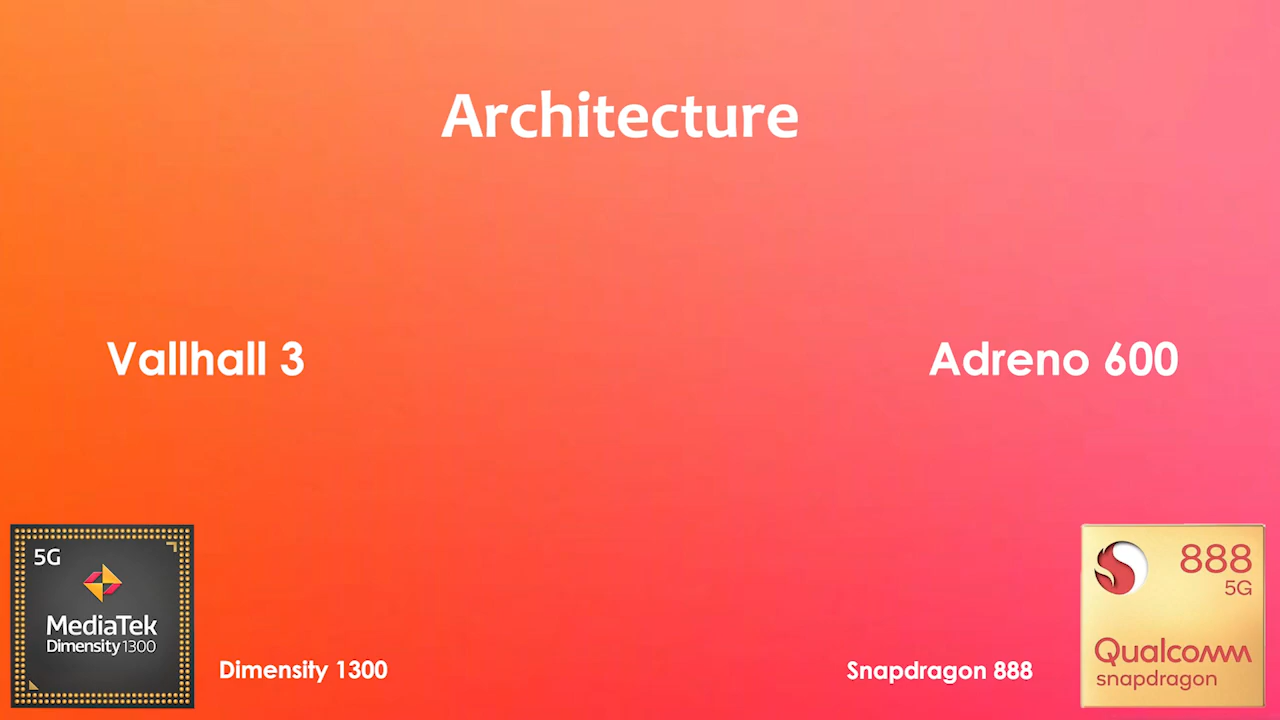 Architecture
Vallhall 3
Adreno 600
5G
MediaTek
Dimensity 1300
Dimensity 1300
Snapdragon 888
888
5G
Qualcomm
snapdragon